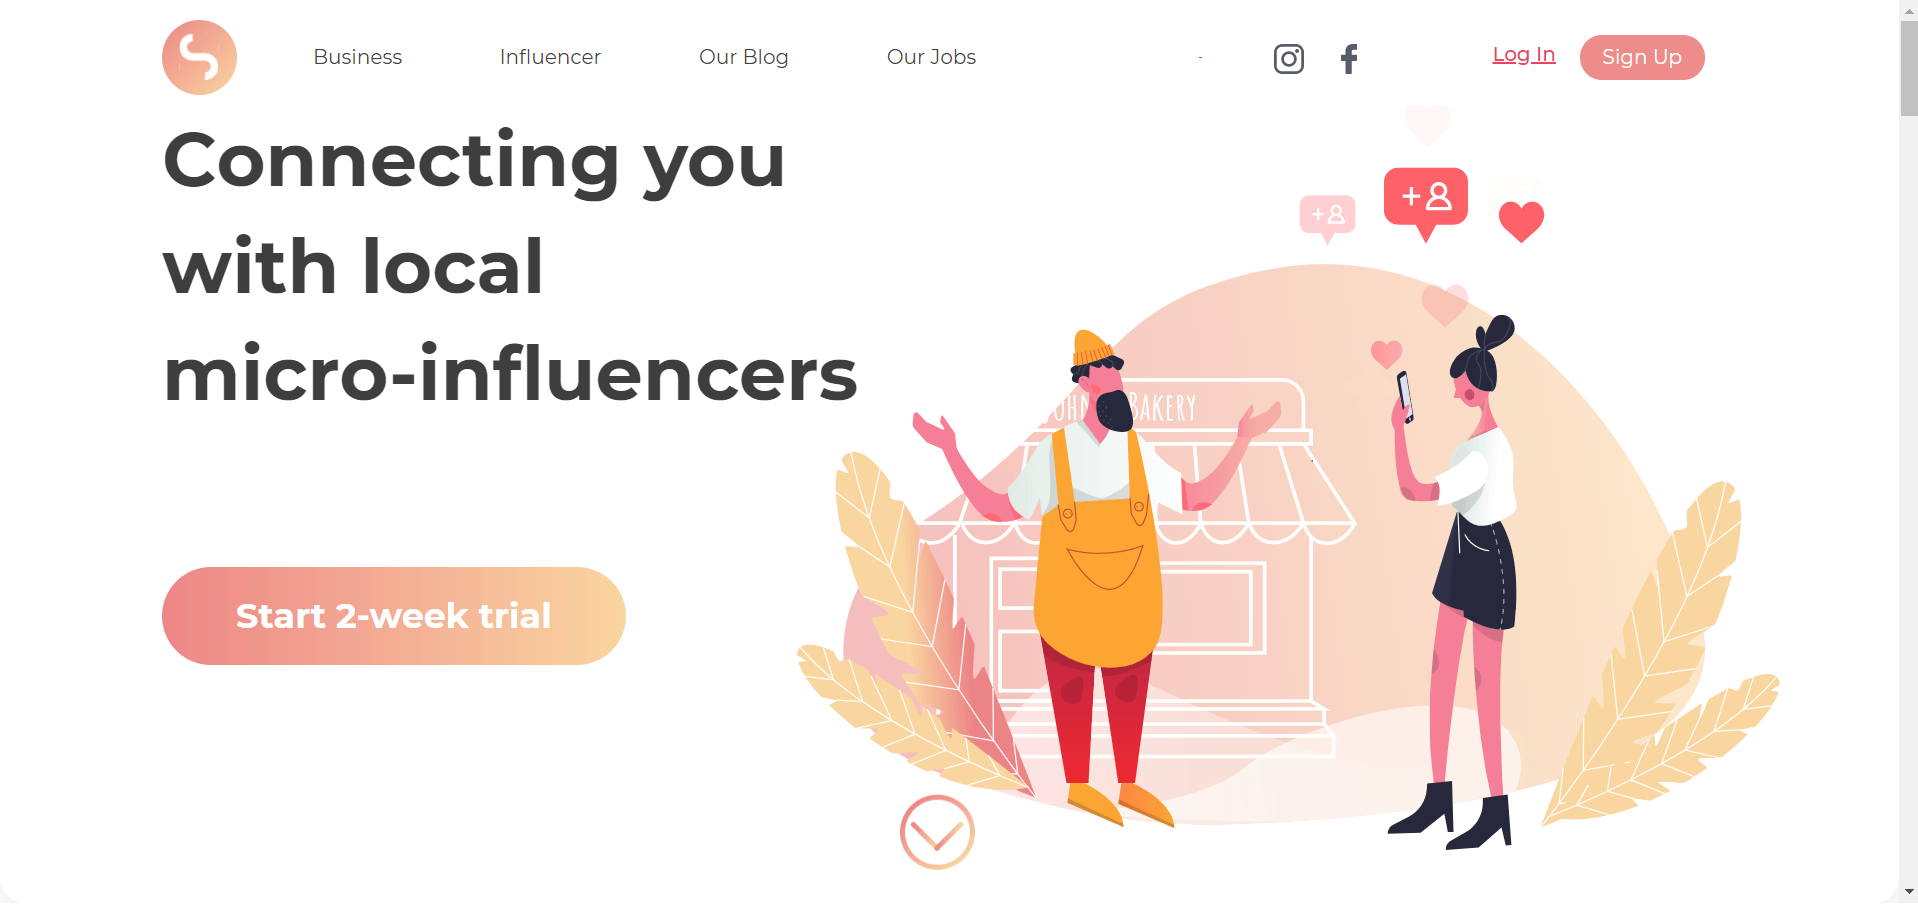 Business
Influencer
Our Blog
Our Jobs
-
Log In
Sign Up
Connecting you
with local
micro-influencers
Start 2-week trial
BAKERY